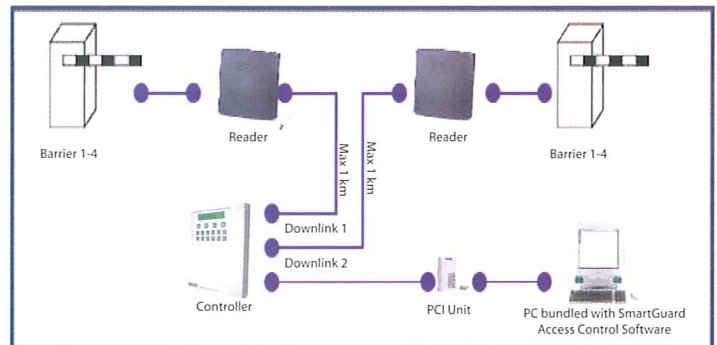 Reader
Reader
Barrier 1-4
Barrier 1-4
Max 1 km
Max 1 km
Downlink 1
Downlink 2
Controller
PCI Unit
PC bundled with SmartGuard
Access Control Software